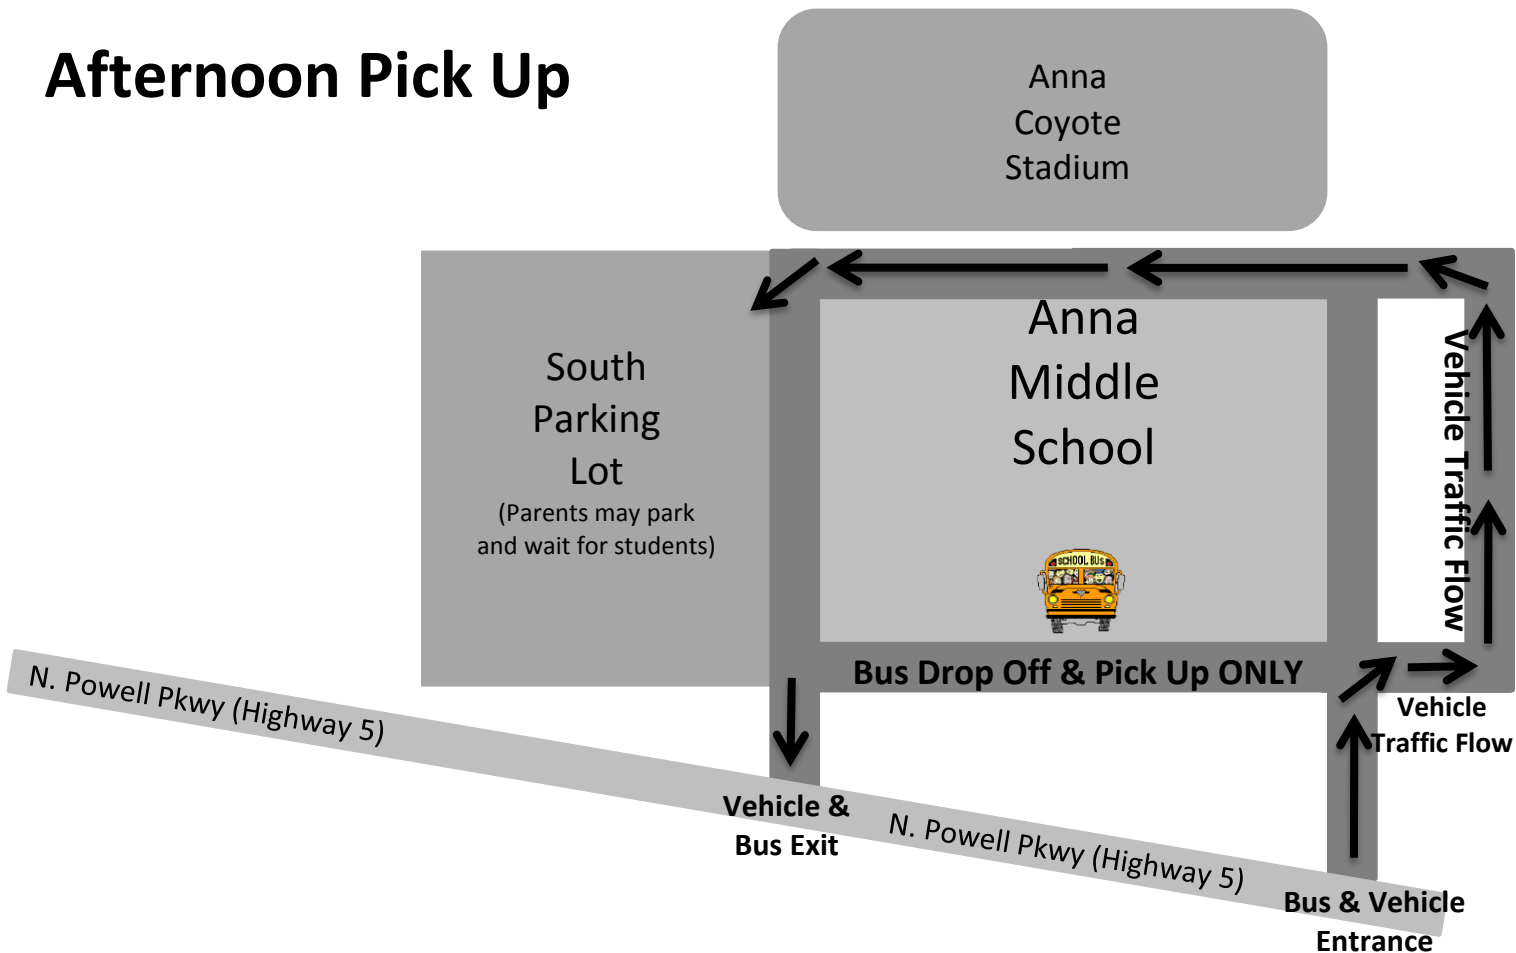 Afternoon Pick Up
Anna
Coyote
Stadium
Anna
Middle
School
South
Parking
Lot
(Parents may park
and wait for students)
Vehicle Traffic Flow
SCHOOL BUS
Bus Drop Off & Pick Up ONLY
N. Powell Pkwy (Highway 5)
Vehicle
Traffic Flow
Vehicle &
Bus Exit
N. Powell Pkwy (Highway 5)
Bus & Vehicle
Entrance